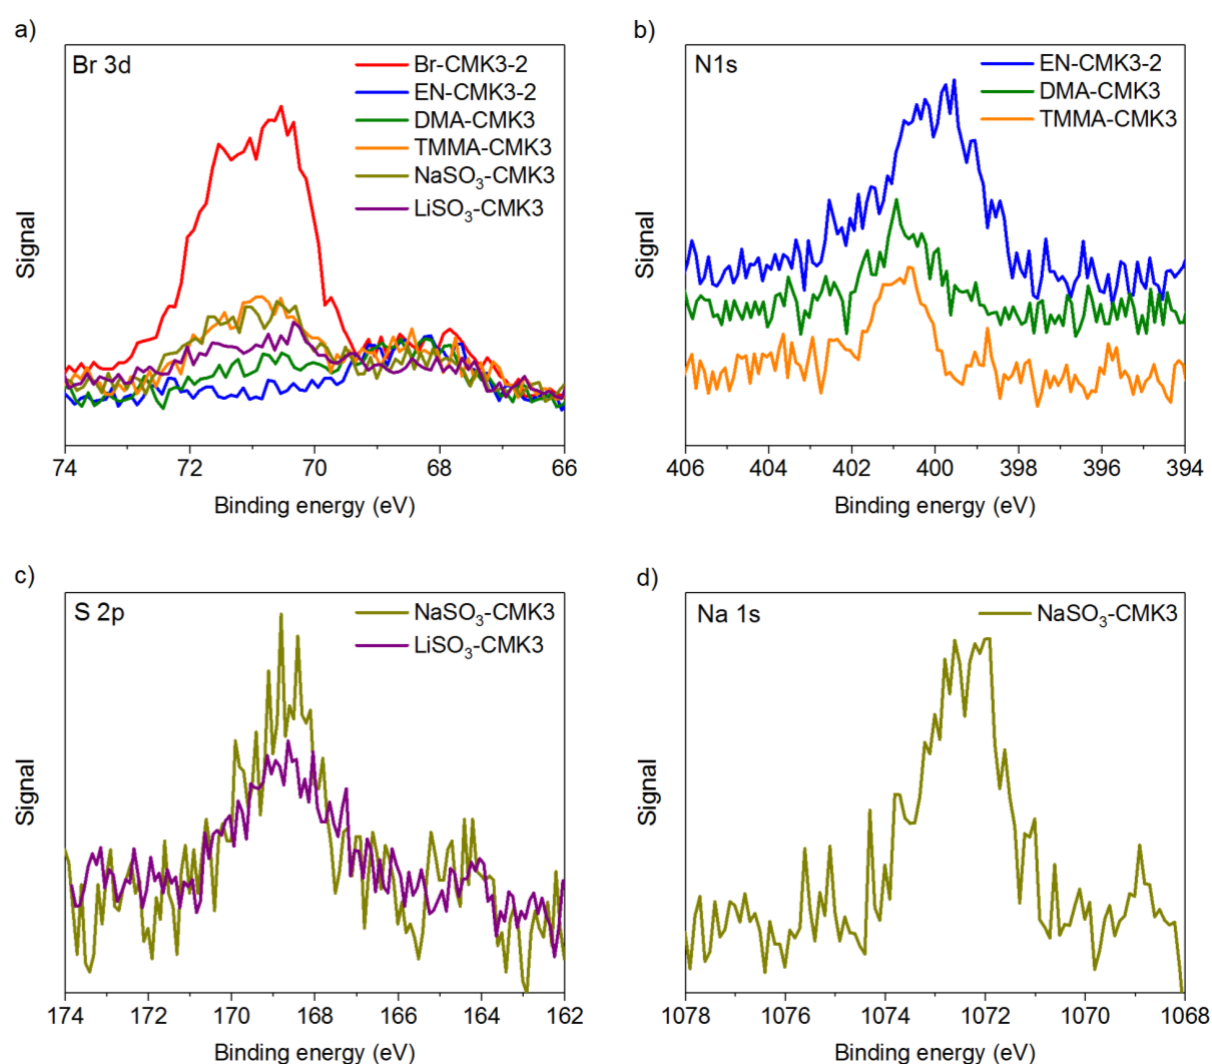 a)
Br 3d
Br-CMK3-2
EN-CMK3-2
DMA-CMK3
TMMA-CMK3
NaSO₃-CMK3
LiSO₃-CMK3
Signal
74 72 70 68 66
Binding energy (eV)
b)
N1s
EN-CMK3-2
DMA-CMK3
TMMA-CMK3
Signal
406 404 402 400 398 396 394
Binding energy (eV)
c)
S 2p
NaSO₃-CMK3
LiSO₃-CMK3
Signal
174 172 170 168 166 164 162
Binding energy (eV)
d)
Na 1s
NaSO₃-CMK3
Signal
1078 1076 1074 1072 1070 1068
Binding energy (eV)